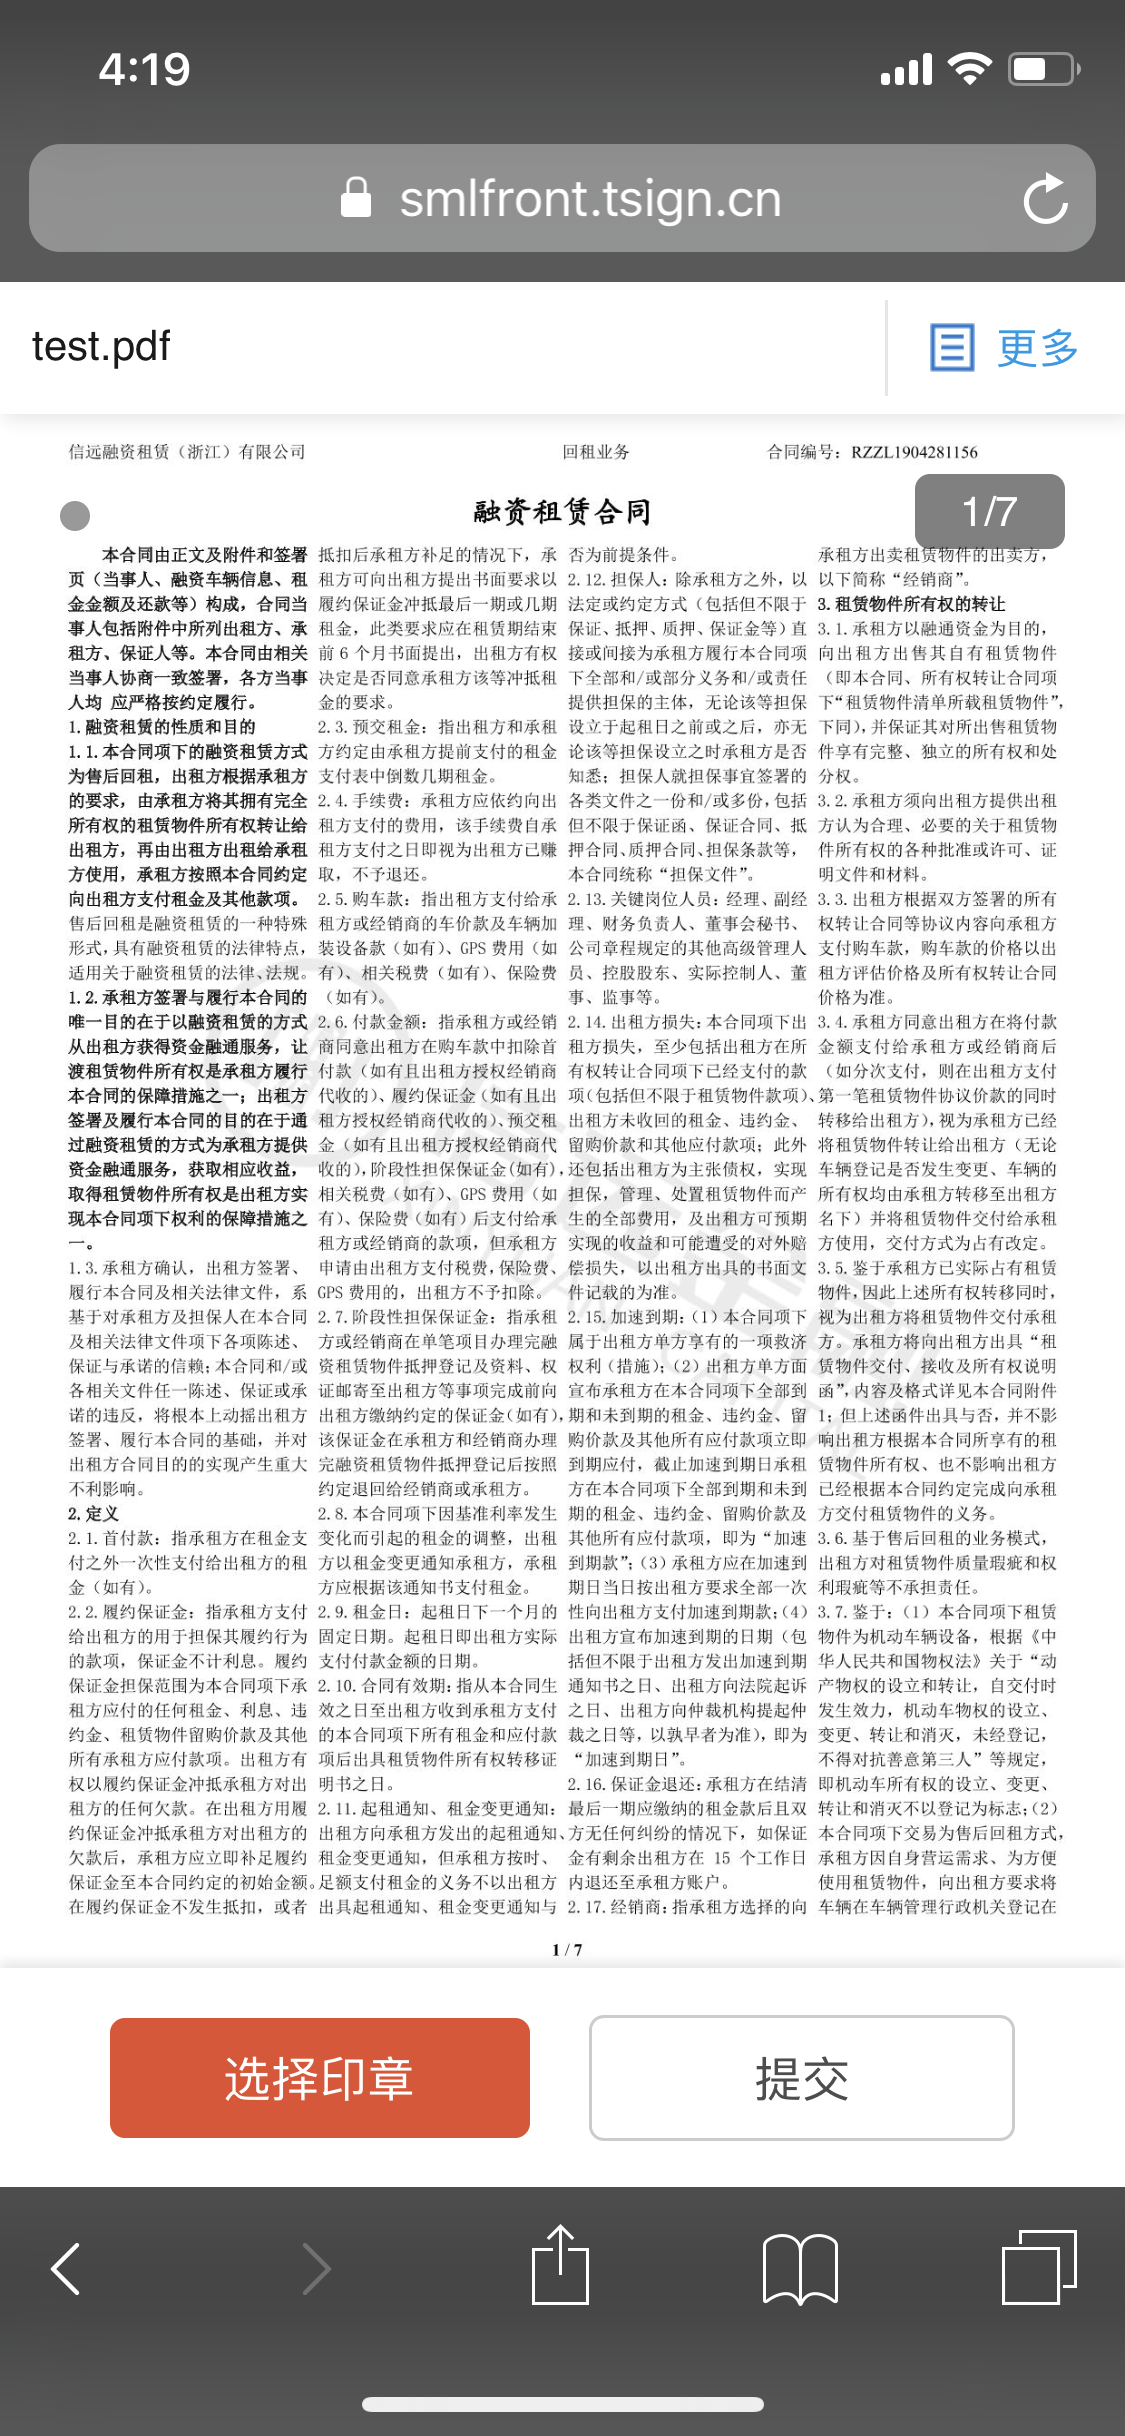 4:19
smlfront.tsign.cn
test.pdf
更多
信远融资租赁（浙江）有限公司
回租业务
合同编号：RZZL1904281156
融资租赁合同
1/7
本合同由正文及附件和签署
页（当事人、融资车辆信息、租
金金额及还款等）构成，合同当
事人包括附件中所列出租方、承
租方、保证人等。本合同由相关
当事人协商一致签署，各方当事
人均 应严格按约定履行。
1.融资租赁的性质和目的
1.1.本合同项下的融资租赁方式
为售后回租，出租方根据承租方
的要求，由承租方将其拥有完全
所有权的租赁物件所有权转让给
出租方，再由出租方出租给承租
方使用，承租方按照本合同约定
向出租方支付租金及其他款项。
售后回租是融资租赁的一种特殊
形式，具有融资租赁的法律特点，
适用关于融资租赁的法律、法规。
1.2.承租方签署与履行本合同的
唯一目的在于以融资租赁的方式
从出租方获得资金融通服务，让
渡租赁物件所有权是承租方履行
本合同的保障措施之一；出租方
签署及履行本合同的目的在于通
过融资租赁的方式为承租方提供
资金融通服务，获取相应收益，
取得租赁物件所有权是出租方实
现本合同项下权利的保障措施之
一。
1.3.承租方确认，出租方签署、
履行本合同及相关法律文件，系
基于对承租方及担保人在本合同
及相关法律文件项下各项陈述、
保证与承诺的信赖；本合同和/或
各相关文件任一陈述、保证或承
诺的违反，将根本上动摇出租方
签署、履行本合同的基础，并对
出租方合同目的的实现产生重大
不利影响。
2.定义
2.1.首付款：指承租方在租金支
付之外一次性支付给出租方的租
金（如有）。
2.2.履约保证金：指承租方支付
给出租方的用于担保其履约行为
的款项，保证金不计利息。履约
保证金担保范围为本合同项下承
租方应付的任何租金、利息、违
约金、租赁物件留购价款及其他
所有承租方应付款项。出租方有
权以履约保证金冲抵承租方对出
租方的任何欠款。在出租方用履
约保证金冲抵承租方对出租方的
欠款后，承租方应立即补足履约
保证金至本合同约定的初始金额。
在履约保证金不发生抵扣，或者
抵扣后承租方补足的情况下，承
租方可向出租方提出书面要求以
履约保证金冲抵最后一期或几期
租金，此类要求应在租赁期结束
前 6 个月书面提出，出租方有权
决定是否同意承租方该等冲抵租
金的要求。
2.3.预交租金：指出租方和承租
方约定由承租方提前支付的租金
支付表中倒数几期租金。
2.4.手续费：承租方应依约向出
租方支付的费用，该手续费自承
租方支付之日即视为出租方已赚
取，不予退还。
2.5.购车款：指出租方支付给承
租方或经销商的车价款及车辆加
装设备款（如有）、GPS 费用（如
有）、相关税费（如有）、保险费
（如有）。
2.6.付款金额：指承租方或经销
商同意出租方在购车款中扣除首
付款（如有且出租方授权经销商
代收的）、履约保证金（如有且出
租方授权经销商代收的）、预交租
金（如有且出租方授权经销商代
收的），阶段性担保保证金(如有)，
相关税费（如有）、GPS 费用（如
有）、保险费（如有）后支付给承
租方或经销商的款项，但承租方
申请由出租方支付税费，保险费、
GPS 费用的，出租方不予扣除。
2.7.阶段性担保保证金：指承租
方或经销商在单笔项目办理完融
资租赁物件抵押登记及资料、权
证邮寄至出租方等事项完成前向
出租方缴纳约定的保证金(如有)，
该保证金在承租方和经销商办理
完融资租赁物件抵押登记后按照
约定退回给经销商或承租方。
2.8.本合同项下因基准利率发生
变化而引起的租金的调整，出租
方以租金变更通知承租方，承租
方应根据该通知书支付租金。
2.9.租金日：起租日下一个月的
固定日期。起租日即出租方实际
支付付款金额的日期。
2.10.合同有效期：指从本合同生
效之日至出租方收到承租方支付
的本合同项下所有租金和应付款
项后出具租赁物件所有权转移证
明书之日。
2.11.起租通知、租金变更通知：
出租方向承租方发出的起租通知、
租金变更通知，但承租方按时、
足额支付租金的义务不以出租方
出具起租通知、租金变更通知与
否为前提条件。
2.12.担保人：除承租方之外，以
法定或约定方式（包括但不限于
保证、抵押、质押、保证金等）直
接或间接为承租方履行本合同项
下全部和/或部分义务和/或责任
提供担保的主体，无论该等担保
设立于起租日之前或之后，亦无
论该等担保设立之时承租方是否
知悉；担保人就担保事宜签署的
各类文件之一份和/或多份，包括
但不限于保证函、保证合同、抵
押合同、质押合同、担保条款等，
本合同统称“担保文件”。
2.13.关键岗位人员：经理、副经
理、财务负责人、董事会秘书、
公司章程规定的其他高级管理人
员、控股股东、实际控制人、董
事、监事等。
2.14.出租方损失：本合同项下出
租方损失，至少包括出租方在所
有权转让合同项下已经支付的款
项（包括但不限于租赁物件款项）、
出租方未收回的租金、违约金、
留购价款和其他应付款项；此外
还包括出租方为主张债权，实现
担保，管理、处置租赁物件而产
生的全部费用，及出租方可预期
实现的收益和可能遭受的对外赔
偿损失，以出租方出具的书面文
件记载的为准。
2.15.加速到期：（1）本合同项下
属于出租方单方享有的一项救济
权利（措施）；（2）出租方单方面
宣布承租方在本合同项下全部到
期和未到期的租金、违约金、留
购价款及其他所有应付款项立即
到期应付，截止加速到期日承租
方在本合同项下全部到期和未到
期的租金、违约金、留购价款及
其他所有应付款项，即为“加速
到期款”；（3）承租方应在加速到
期日当日按出租方要求全部一次
性向出租方支付加速到期款；（4）
出租方宣布加速到期的日期（包
括但不限于出租方发出加速到期
通知书之日、出租方向法院起诉
之日、出租方向仲裁机构提起仲
裁之日等，以孰早者为准），即为
“加速到期日”。
2.16.保证金退还：承租方在结清
最后一期应缴纳的租金款后且双
方无任何纠纷的情况下，如保证
金有剩余出租方在 15 个工作日
内退还至承租方账户。
2.17.经销商：指承租方选择的向
承租方出卖租赁物件的出卖方，
以下简称“经销商”。
3.租赁物件所有权的转让
3.1.承租方以融通资金为目的，
向出租方出售其自有租赁物件
（即本合同、所有权转让合同项
下“租赁物件清单所载租赁物件”，
下同），并保证其对所出售租赁物
件享有完整、独立的所有权和处
分权。
3.2.承租方须向出租方提供出租
方认为合理、必要的关于租赁物
件所有权的各种批准或许可、证
明文件和材料。
3.3.出租方根据双方签署的所有
权转让合同等协议内容向承租方
支付购车款，购车款的价格以出
租方评估价格及所有权转让合同
价格为准。
3.4.承租方同意出租方在将付款
金额支付给承租方或经销商后
（如分次支付，则在出租方支付
第一笔租赁物件协议价款的同时
转移给出租方），视为承租方已经
将租赁物件转让给出租方（无论
车辆登记是否发生变更、车辆的
所有权均由承租方转移至出租方
名下）并将租赁物件交付给承租
方使用，交付方式为占有改定。
3.5.鉴于承租方已实际占有租赁
物件，因此上述所有权转移同时，
视为出租方将租赁物件交付承租
方。承租方将向出租方出具“租
赁物件交付、接收及所有权说明
函”，内容及格式详见本合同附件
1；但上述函件出具与否，并不影
响出租方根据本合同所享有的租
赁物件所有权、也不影响出租方
已经根据本合同约定完成向承租
方交付租赁物件的义务。
3.6.基于售后回租的业务模式，
出租方对租赁物件质量瑕疵和权
利瑕疵等不承担责任。
3.7.鉴于：（1）本合同项下租赁
物件为机动车辆设备，根据《中
华人民共和国物权法》关于“动
产物权的设立和转让，自交付时
发生效力，机动车物权的设立、
变更、转让和消灭，未经登记，
不得对抗善意第三人”等规定，
即机动车所有权的设立、变更、
转让和消灭不以登记为标志；（2）
本合同项下交易为售后回租方式，
承租方因自身营运需求、为方便
使用租赁物件，向出租方要求将
车辆在车辆管理行政机关登记在
信远金融
XINYUAN CAPITAL
1 / 7
选择印章
提交